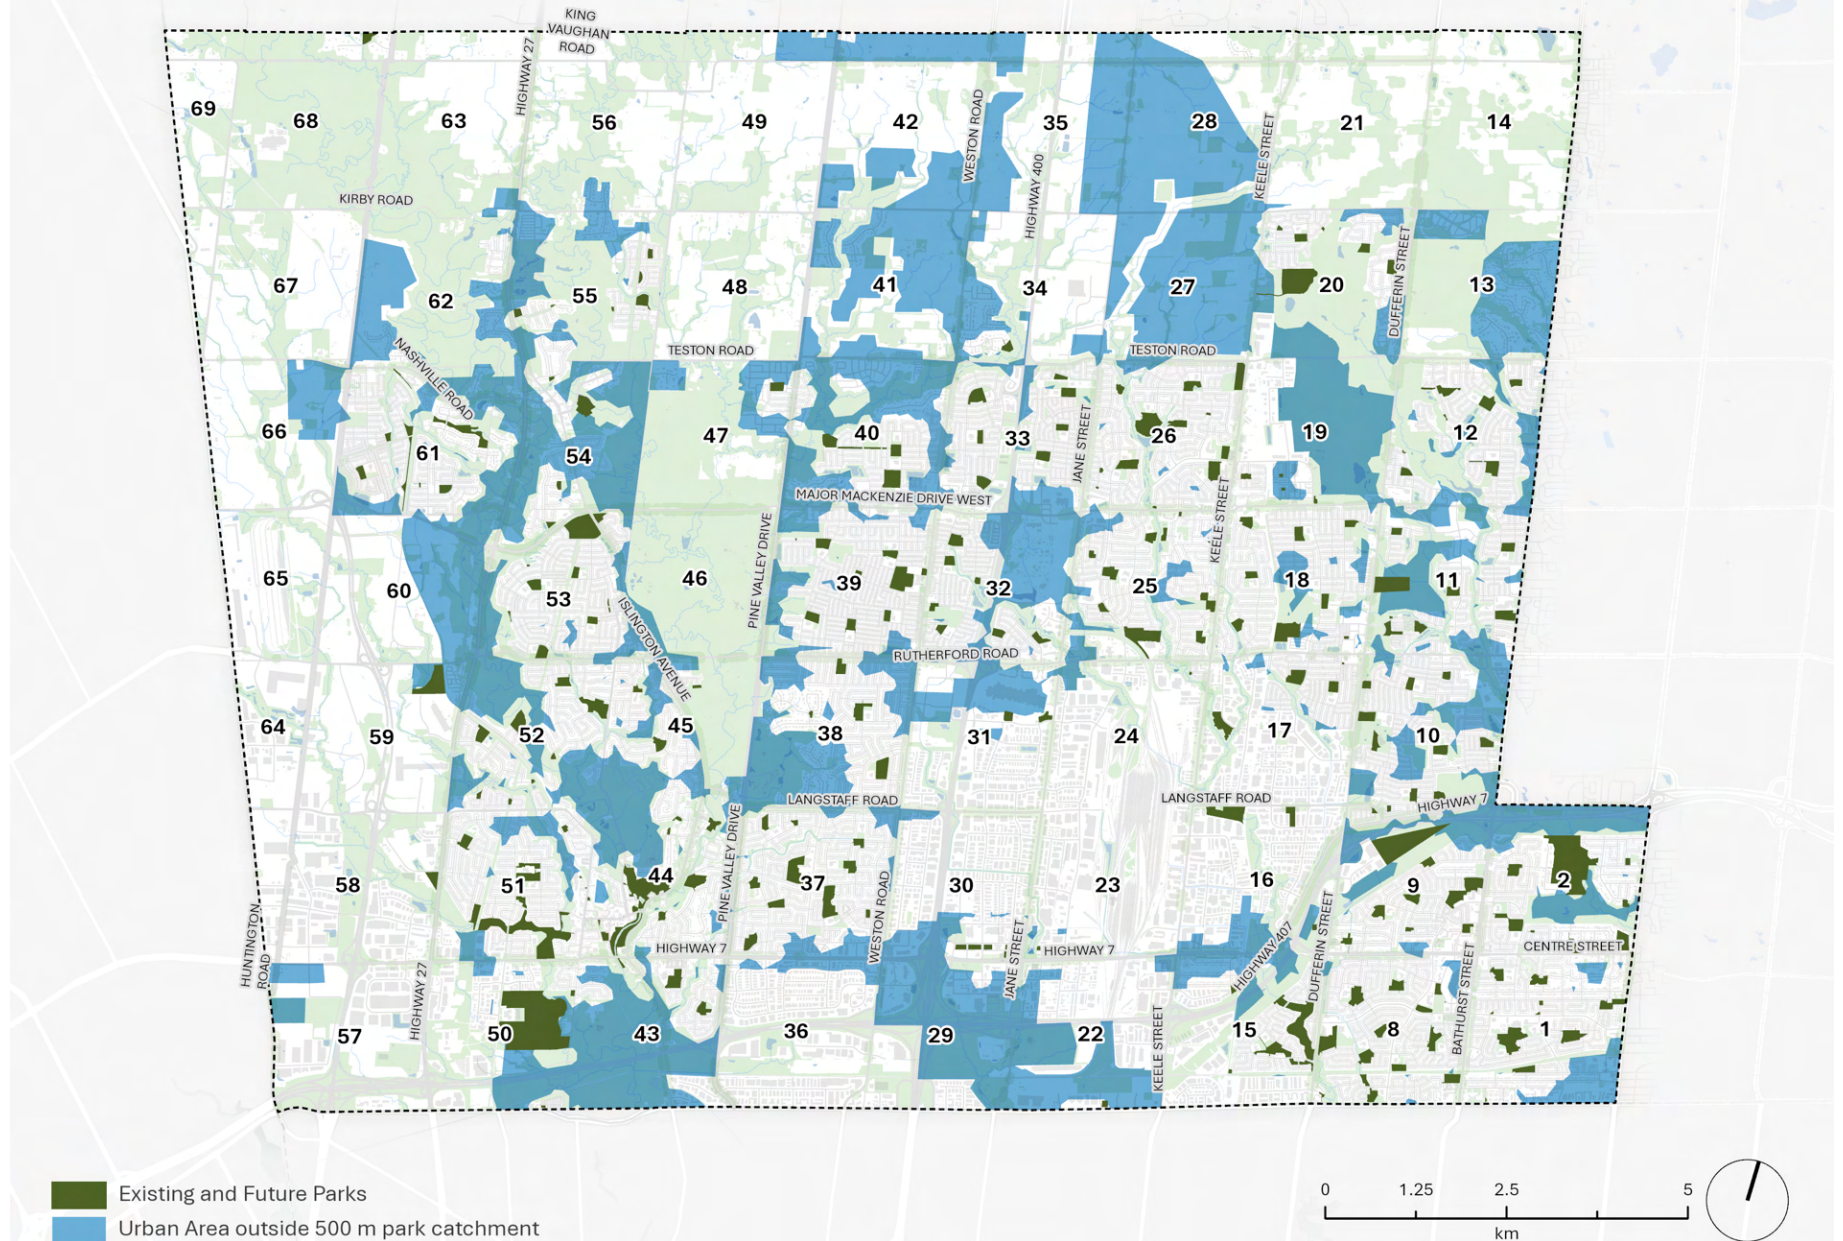 KING
VAUGHAN
ROAD
HIGHWAY 27
69
68
63
56
49
42
WESTON ROAD
35
28
KEELE STREET
21
14
KIRBY ROAD
HIGHWAY 400
67
62
55
48
41
34
27
20
DUFFERIN STREET
13
NASHVILLE ROAD
TESTON ROAD
TESTON ROAD
66
61
54
47
40
33
JANE STREET
26
19
12
MAJOR MACKENZIE DRIVE WEST
65
60
53
ISLINGTON AVENUE
46
PINE VALLEY DRIVE
39
32
25
KEELE STREET
18
11
RUTHERFORD ROAD
64
59
52
45
38
31
24
17
10
LANGSTAFF ROAD
LANGSTAFF ROAD
HIGHWAY 7
58
51
44
PINE VALLEY DRIVE
37
WESTON ROAD
30
23
16
9
2
HUNTINGTON
ROAD
HIGHWAY 27
HIGHWAY 7
JANE STREET
HIGHWAY 7
HIGHWAY 407
DUFFERIN STREET
BATHURST STREET
CENTRE STREET
57
50
43
36
29
22
KEELE STREET
15
8
1
Existing and Future Parks
Urban Area outside 500 m park catchment
0 1.25 2.5 5
km